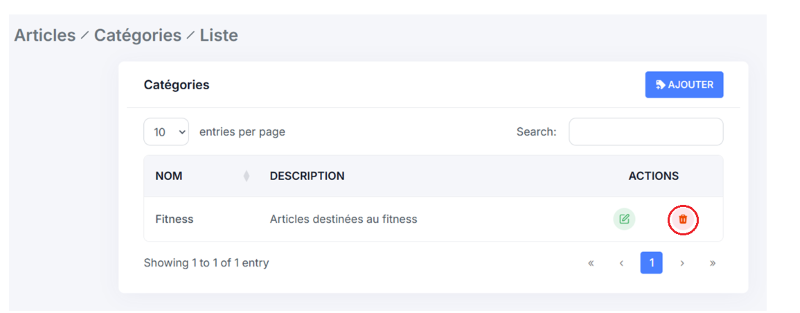 Articles / Catégories / Liste
Catégories
AJOUTER
10 entries per page
Search:
NOM DESCRIPTION ACTIONS
Fitness Articles destinées au fitness
Showing 1 to 1 of 1 entry
« ‹ 1 › »